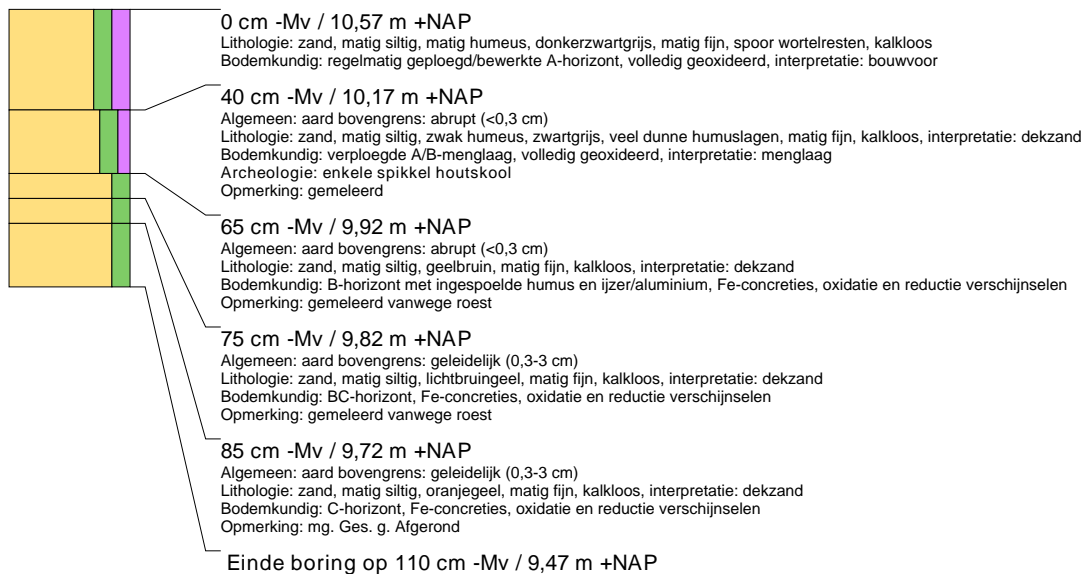 0 cm -Mv / 10,57 m +NAP
Lithologie: zand, matig siltig, matig humeus, donkerzwartgrijs, matig fijn, spoor wortelresten, kalkloos
Bodemkundig: regelmatig geploegd/bewerkte A-horizont, volledig geoxideerd, interpretatie: bouwvoor
40 cm -Mv / 10,17 m +NAP
Algemeen: aard bovengrens: abrupt (<0,3 cm)
Lithologie: zand, matig siltig, zwak humeus, zwartgrijs, veel dunne humuslagen, matig fijn, kalkloos, interpretatie: dekzand
Bodemkundig: verploegde A/B-menglaag, volledig geoxideerd, interpretatie: menglaag
Archeologie: enkele spikkel houtskool
Opmerking: gemeleerd
65 cm -Mv / 9,92 m +NAP
Algemeen: aard bovengrens: abrupt (<0,3 cm)
Lithologie: zand, matig siltig, geelbruin, matig fijn, kalkloos, interpretatie: dekzand
Bodemkundig: B-horizont met ingespoelde humus en ijzer/aluminium, Fe-concreties, oxidatie en reductie verschijnselen
Opmerking: gemeleerd vanwege roest
75 cm -Mv / 9,82 m +NAP
Algemeen: aard bovengrens: geleidelijk (0,3-3 cm)
Lithologie: zand, matig siltig, lichtbruingeel, matig fijn, kalkloos, interpretatie: dekzand
Bodemkundig: BC-horizont, Fe-concreties, oxidatie en reductie verschijnselen
Opmerking: gemeleerd vanwege roest
85 cm -Mv / 9,72 m +NAP
Algemeen: aard bovengrens: geleidelijk (0,3-3 cm)
Lithologie: zand, matig siltig, oranjegeel, matig fijn, kalkloos, interpretatie: dekzand
Bodemkundig: C-horizont, Fe-concreties, oxidatie en reductie verschijnselen
Opmerking: mg. Ges. g. Afgerond
Einde boring op 110 cm -Mv / 9,47 m +NAP